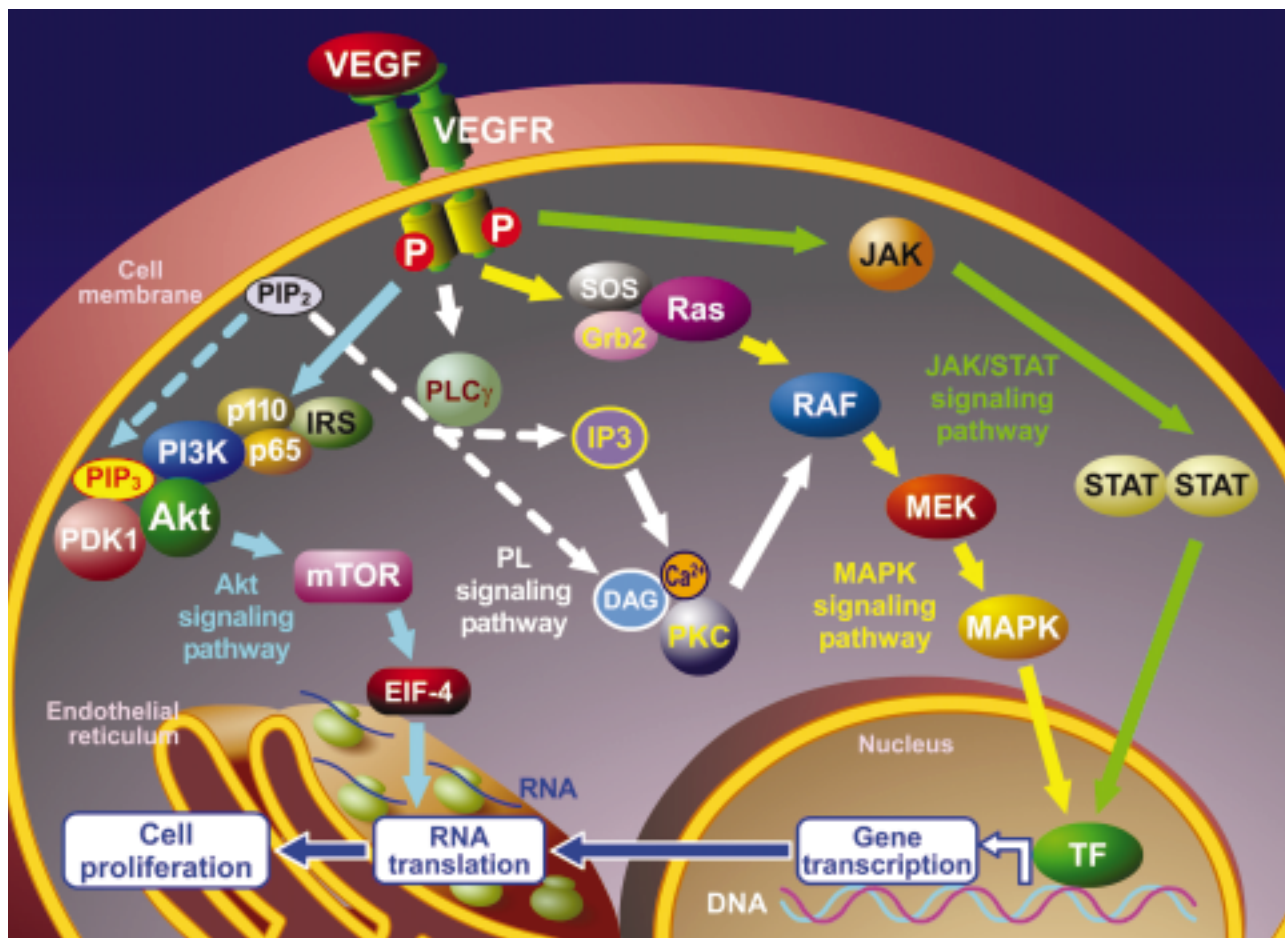 VEGF
VEGFR
P
P
JAK
Cell
membrane
PIP2
SOS
Grb2
Ras
PLCγ
RAF
JAK/STAT
signaling
pathway
p110
IRS
PI3K
p65
IP3
PIP3
Akt
PDK1
STAT
STAT
MEK
mTOR
Akt
signaling
pathway
PL
signaling
pathway
Ca2+
DAG
PKC
MAPK
signaling
pathway
MAPK
EIF-4
Endothelial
reticulum
Nucleus
RNA
Cell
proliferation
RNA
translation
Gene
transcription
TF
DNA